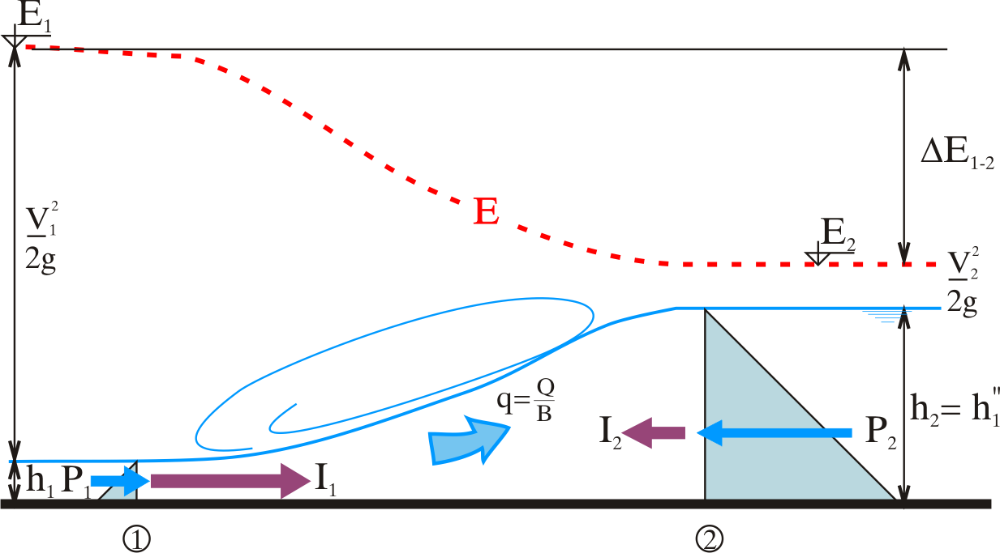 E₁
ΔE₁₋₂
V₁²
2g
E
E₂
V₂²
2g
q=Q/B
h₂= h₁"
I₂
P₂
h₁ P₁
I₁
①
②